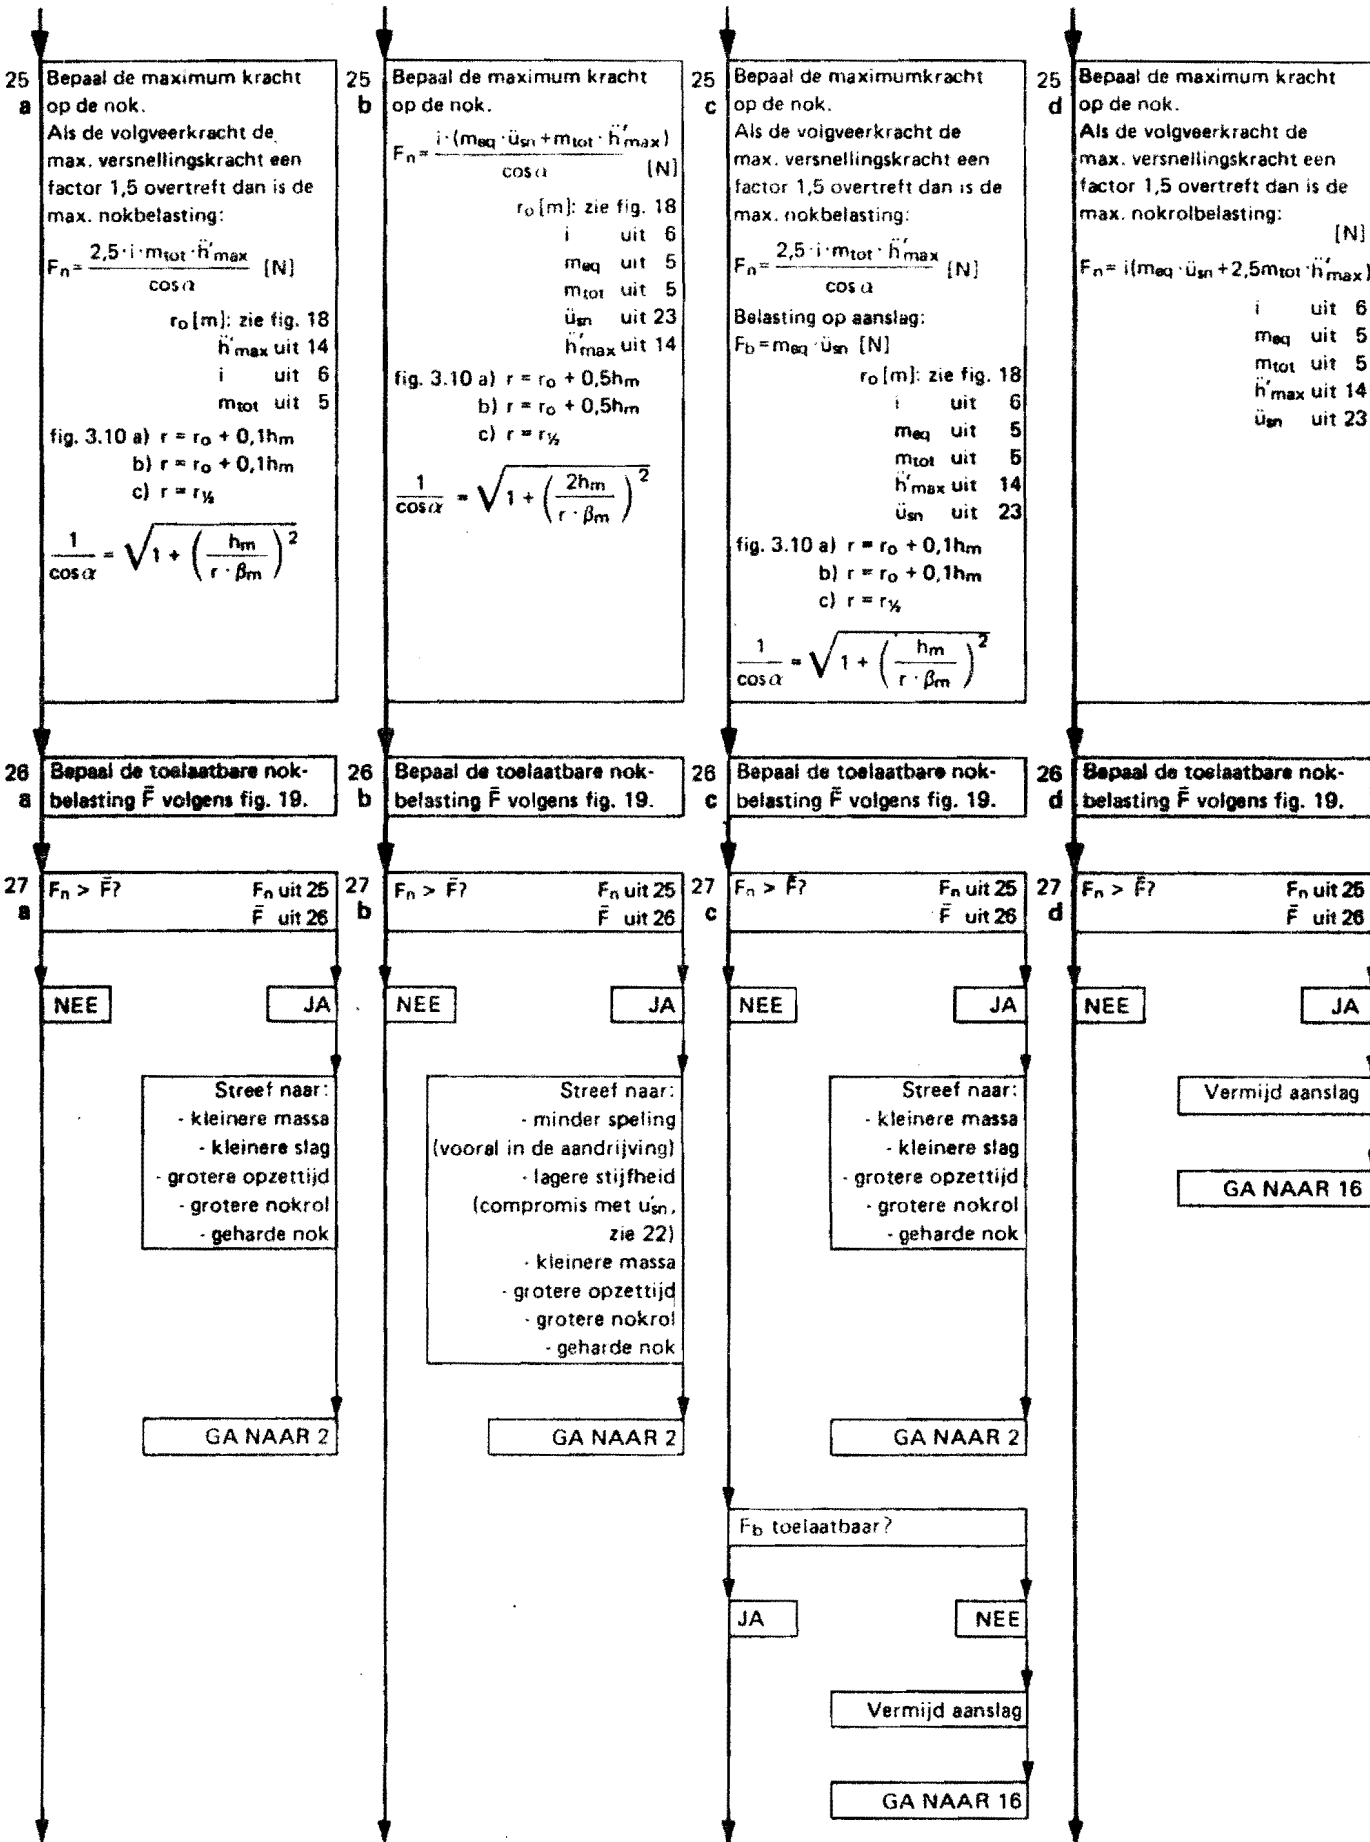 25
a
Bepaal de maximum kracht
op de nok.
Als de volgveerkracht de
max. versnellingskracht een
factor 1,5 overtreft dan is de
max. nokbelasting:
Fₙ = 2,5 · i · mtot · ḧ'max / cos α [N]
r₀ [m]: zie fig. 18
ḧ'max uit 14
i uit 6
mtot uit 5
fig. 3.10 a) r = r₀ + 0,1hm
b) r = r₀ + 0,1hm
c) r = r½
1 / cos α = √(1 + (hm / (r · βm))²)
25
b
Bepaal de maximum kracht
op de nok.
Fₙ = i · (meq · üsn + mtot · ḧ'max) / cos α [N]
r₀ [m]: zie fig. 18
i uit 6
meq uit 5
mtot uit 5
üsn uit 23
ḧ'max uit 14
fig. 3.10 a) r = r₀ + 0,5hm
b) r = r₀ + 0,5hm
c) r = r½
1 / cos α = √(1 + (2hm / (r · βm))²)
25
c
Bepaal de maximumkracht
op de nok.
Als de volgveerkracht de
max. versnellingskracht een
factor 1,5 overtreft dan is de
max. nokbelasting:
Fₙ = 2,5 · i · mtot · ḧ'max / cos α [N]
Belasting op aanslag:
Fb = meq · üsn [N]
r₀ [m]: zie fig. 18
i uit 6
meq uit 5
mtot uit 5
ḧ'max uit 14
üsn uit 23
fig. 3.10 a) r = r₀ + 0,1hm
b) r = r₀ + 0,1hm
c) r = r½
1 / cos α = √(1 + (hm / (r · βm))²)
25
d
Bepaal de maximum kracht
op de nok.
Als de volgveerkracht de
max. versnellingskracht een
factor 1,5 overtreft dan is de
max. nokrolbelasting:
[N]
Fₙ = i(meq · üsn + 2,5mtot · ḧ'max)
i uit 6
meq uit 5
mtot uit 5
ḧ'max uit 14
üsn uit 23
26
a
Bepaal de toelaatbare nok-
belasting F̄ volgens fig. 19.
26
b
Bepaal de toelaatbare nok-
belasting F̄ volgens fig. 19.
26
c
Bepaal de toelaatbare nok-
belasting F̄ volgens fig. 19.
26
d
Bepaal de toelaatbare nok-
belasting F̄ volgens fig. 19.
27
a
Fₙ > F̄? Fₙ uit 25
F̄ uit 26
27
b
Fₙ > F̄? Fₙ uit 25
F̄ uit 26
27
c
Fₙ > F̄? Fₙ uit 25
F̄ uit 26
27
d
Fₙ > F̄? Fₙ uit 25
F̄ uit 26
NEE
JA
NEE
JA
NEE
JA
NEE
JA
Streef naar:
- kleinere massa
- kleinere slag
- grotere opzettijd
- grotere nokrol
- geharde nok
Streef naar:
- minder speling
(vooral in de aandrijving)
- lagere stijfheid
(compromis met u'sn,
zie 22)
- kleinere massa
- grotere opzettijd
- grotere nokrol
- geharde nok
Streef naar:
- kleinere massa
- kleinere slag
- grotere opzettijd
- grotere nokrol
- geharde nok
Vermijd aanslag
GA NAAR 16
GA NAAR 2
GA NAAR 2
GA NAAR 2
Fb toelaatbaar?
JA
NEE
Vermijd aanslag
GA NAAR 16